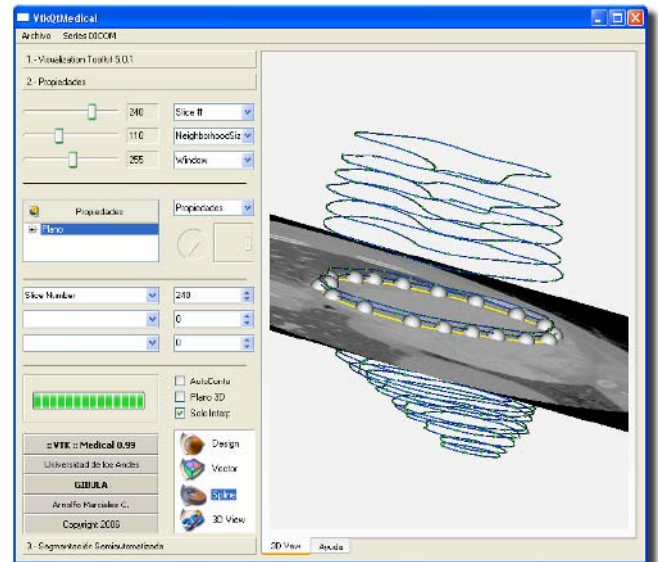 VtkQtMedical
Archivo Series DICOM
1.- Visualization Toolkit 5.0.1
2.- Propiedades
240 Slice #
110 NeighborhoodSiz
255 Window
Propiedades Propiedades
Plano
Slice Number 240
0
0
AutoConto
Plano 3D
Solo Interp
:: VTK :: Medical 0.99
Universidad de los Andes
GIBULA
Arnolfo Marciales C.
Copyright 2006
Design
Vector
Spline
3D View
3.- Segmentación Semiautomatizada
3D View Ayuda